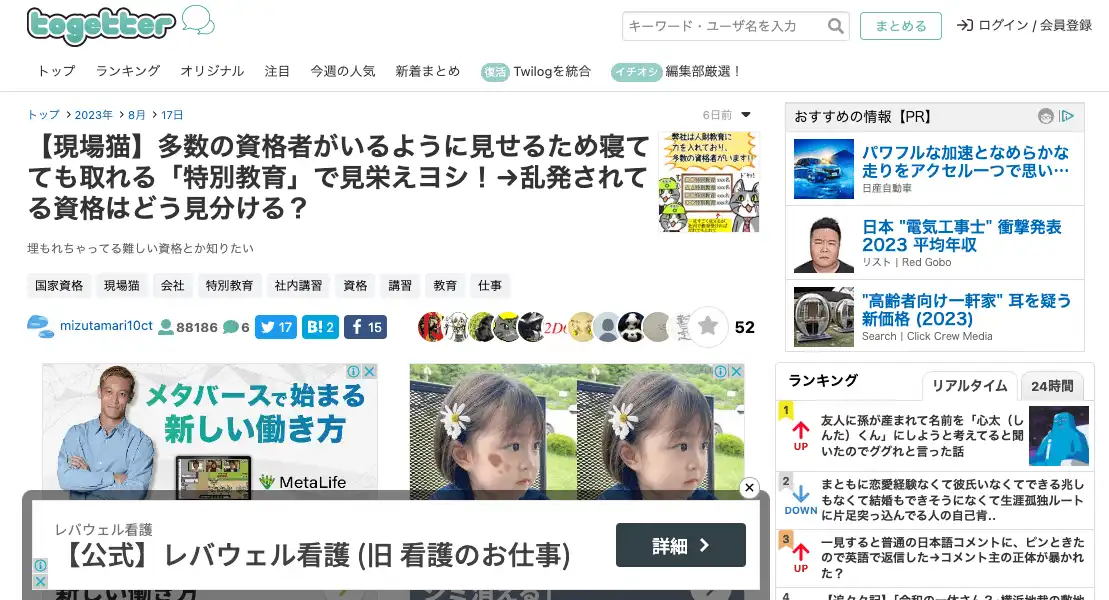 togetter
キーワード・ユーザ名を入力
まとめる
ログイン / 会員登録
トップ ランキング オリジナル 注目 今週の人気 新着まとめ 復活 Twilogを統合 イチオシ 編集部厳選！
トップ > 2023年 > 8月 > 17日
6日前
【現場猫】多数の資格者がいるように見せるため寝て
ても取れる「特別教育」で見栄えヨシ！→乱発されて
る資格はどう見分ける？
弊社は人財教育に
力を入れており、
多数の資格者がいます!
埋もれちゃってる難しい資格とか知りたい
国家資格 現場猫 会社 特別教育 社内講習 資格 講習 教育 仕事
mizutamari10ct 88186 6 17 B! 2 15
52
メタバースで始まる
新しい働き方
MetaLife
レバウェル看護
【公式】レバウェル看護 (旧 看護のお仕事)
詳細
新しい働き方
シミ消える
おすすめの情報【PR】
パワフルな加速となめらかな
走りをアクセル一つで思い…
日産自動車
日本 "電気工事士" 衝撃発表
2023 平均年収
リスト | Red Gobo
"高齢者向け一軒家" 耳を疑う
新価格 (2023)
Search | Click Crew Media
ランキング リアルタイム 24時間
1
UP
友人に孫が産まれて名前を「心太（し
んた）くん」にしようと考えてると聞
いたのでググれと言った話
2
DOWN
まともに恋愛経験なくて彼氏いなくてできる兆し
もなくて結婚もできそうになくて生涯孤独ルート
に片足突っ込んでる人の自己肯..
3
UP
一見すると普通の日本語コメントに、ピンときた
ので英語で返信した→コメント主の正体が暴かれ
た？
4